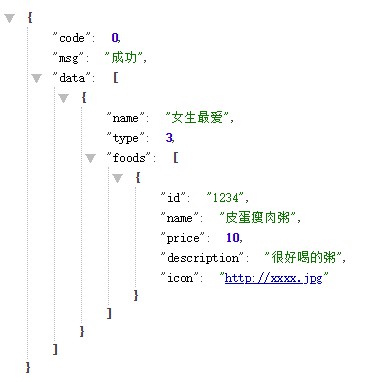 {
"code": 0,
"msg": "成功",
"data": [
{
"name": "女生最爱",
"type": 3,
"foods": [
{
"id": "1234",
"name": "皮蛋瘦肉粥",
"price": 10,
"description": "很好喝的粥",
"icon": "http://xxxx.jpg"
}
]
}
]
}